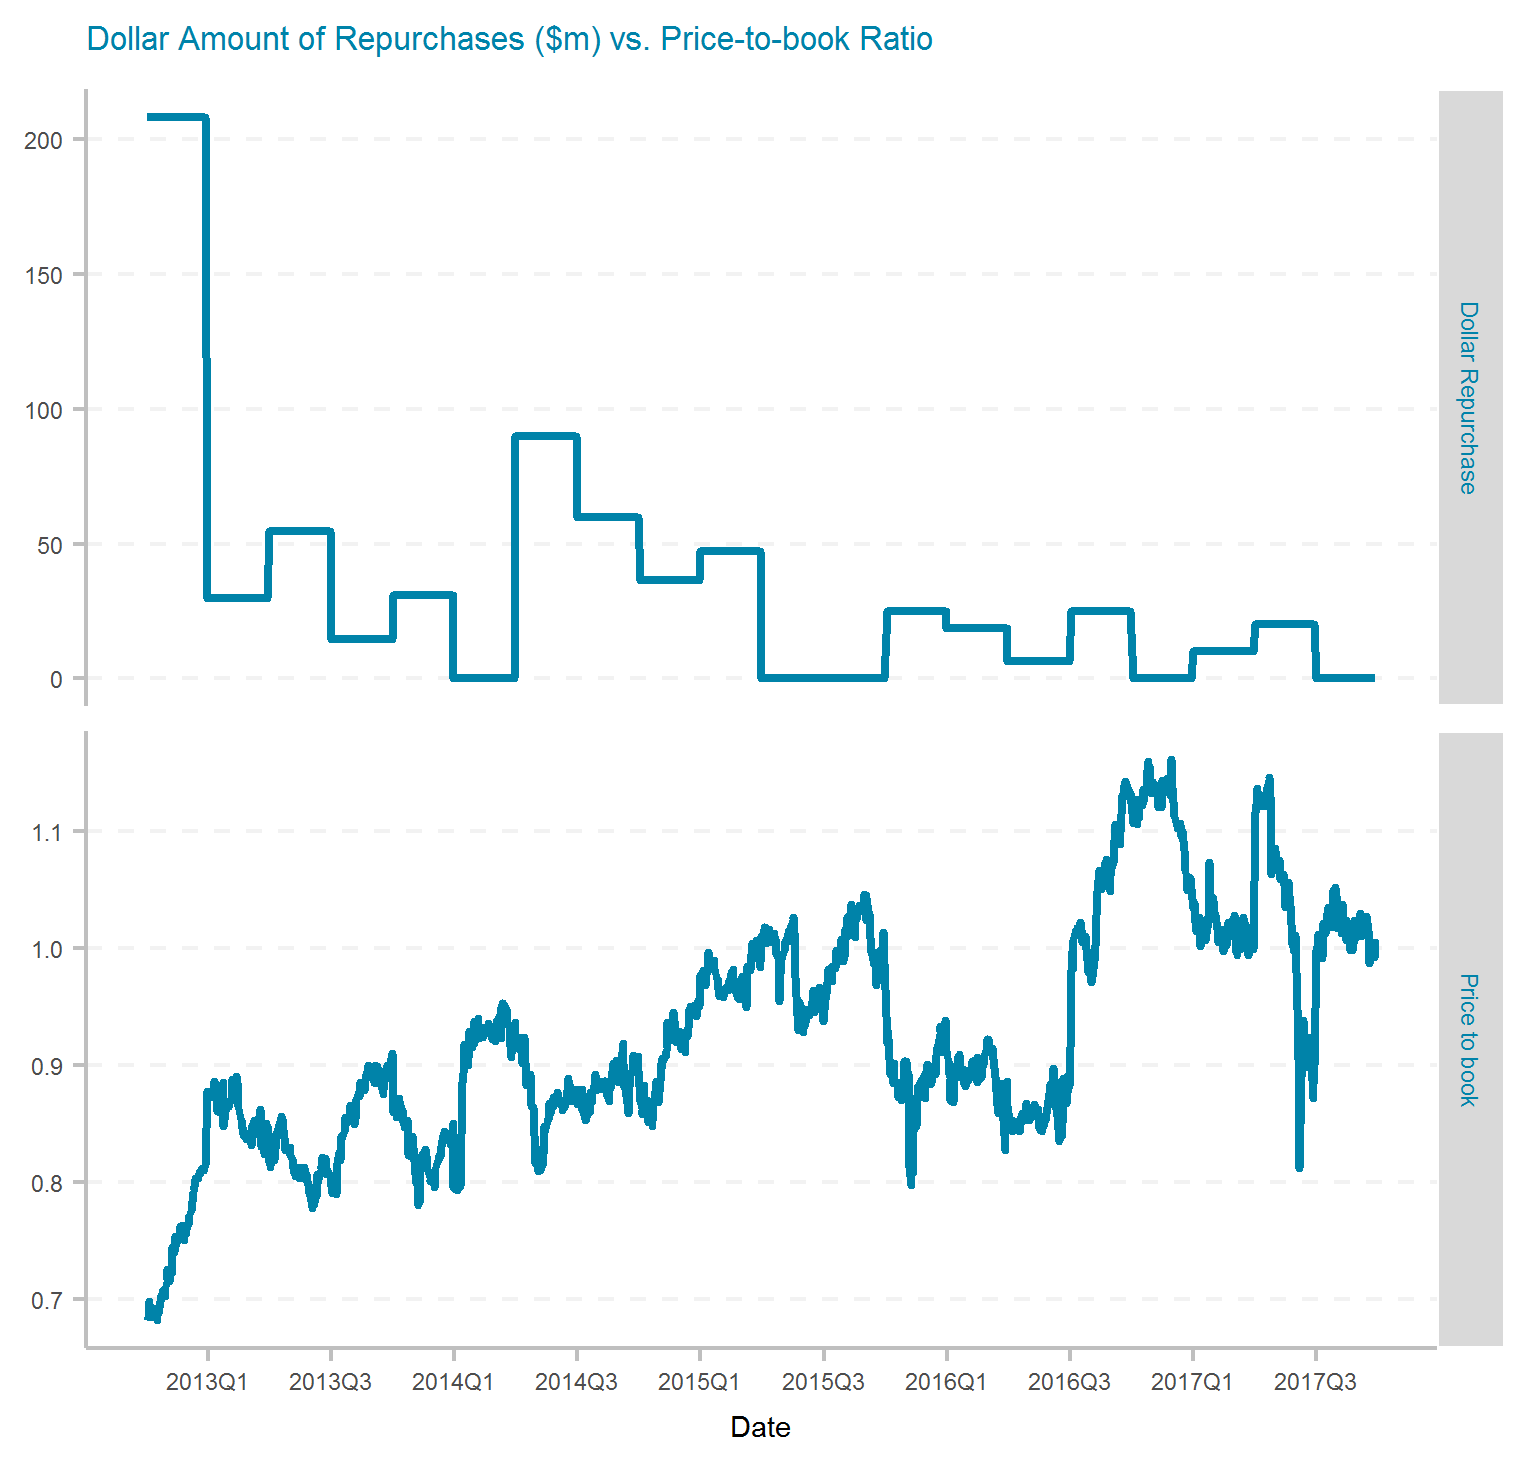 Dollar Amount of Repurchases ($m) vs. Price-to-book Ratio
200
150
100
50
0
Dollar Repurchase
1.1
1.0
0.9
0.8
0.7
Price to book
2013Q1 2013Q3 2014Q1 2014Q3 2015Q1 2015Q3 2016Q1 2016Q3 2017Q1 2017Q3
Date